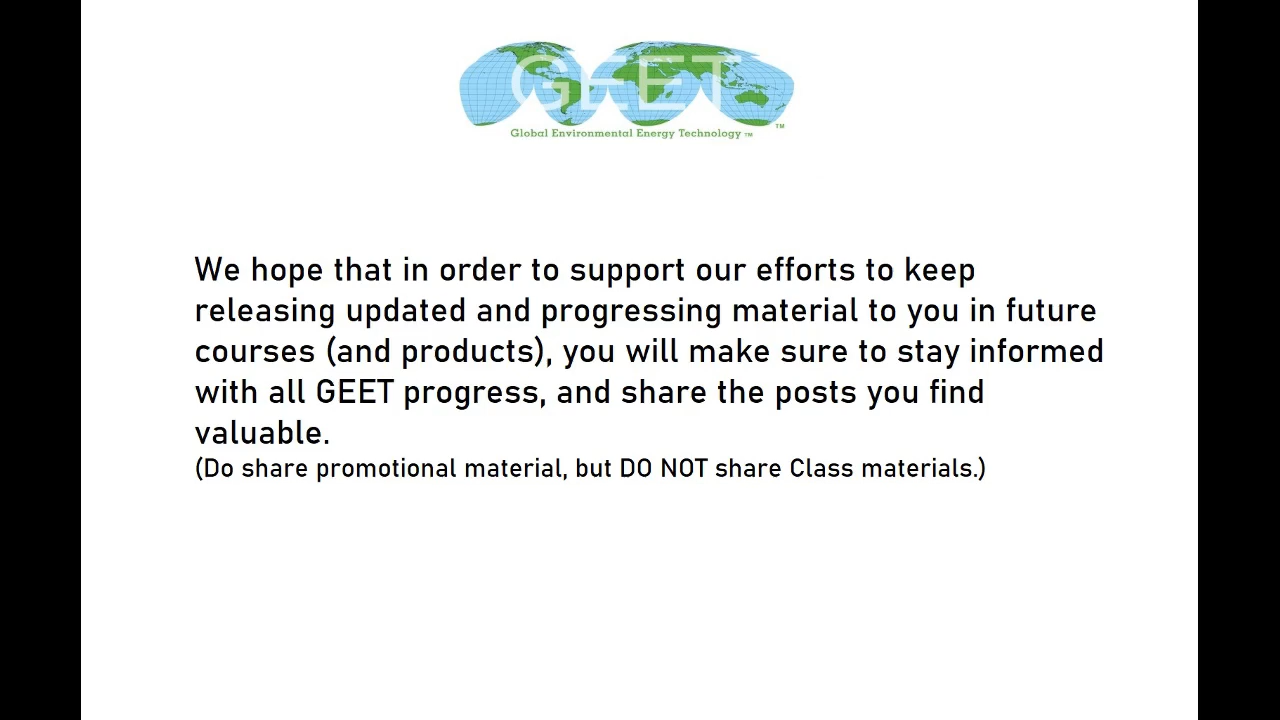 GEET
TM
Global Environmental Energy Technology TM
We hope that in order to support our efforts to keep
releasing updated and progressing material to you in future
courses (and products), you will make sure to stay informed
with all GEET progress, and share the posts you find
valuable.
(Do share promotional material, but DO NOT share Class materials.)